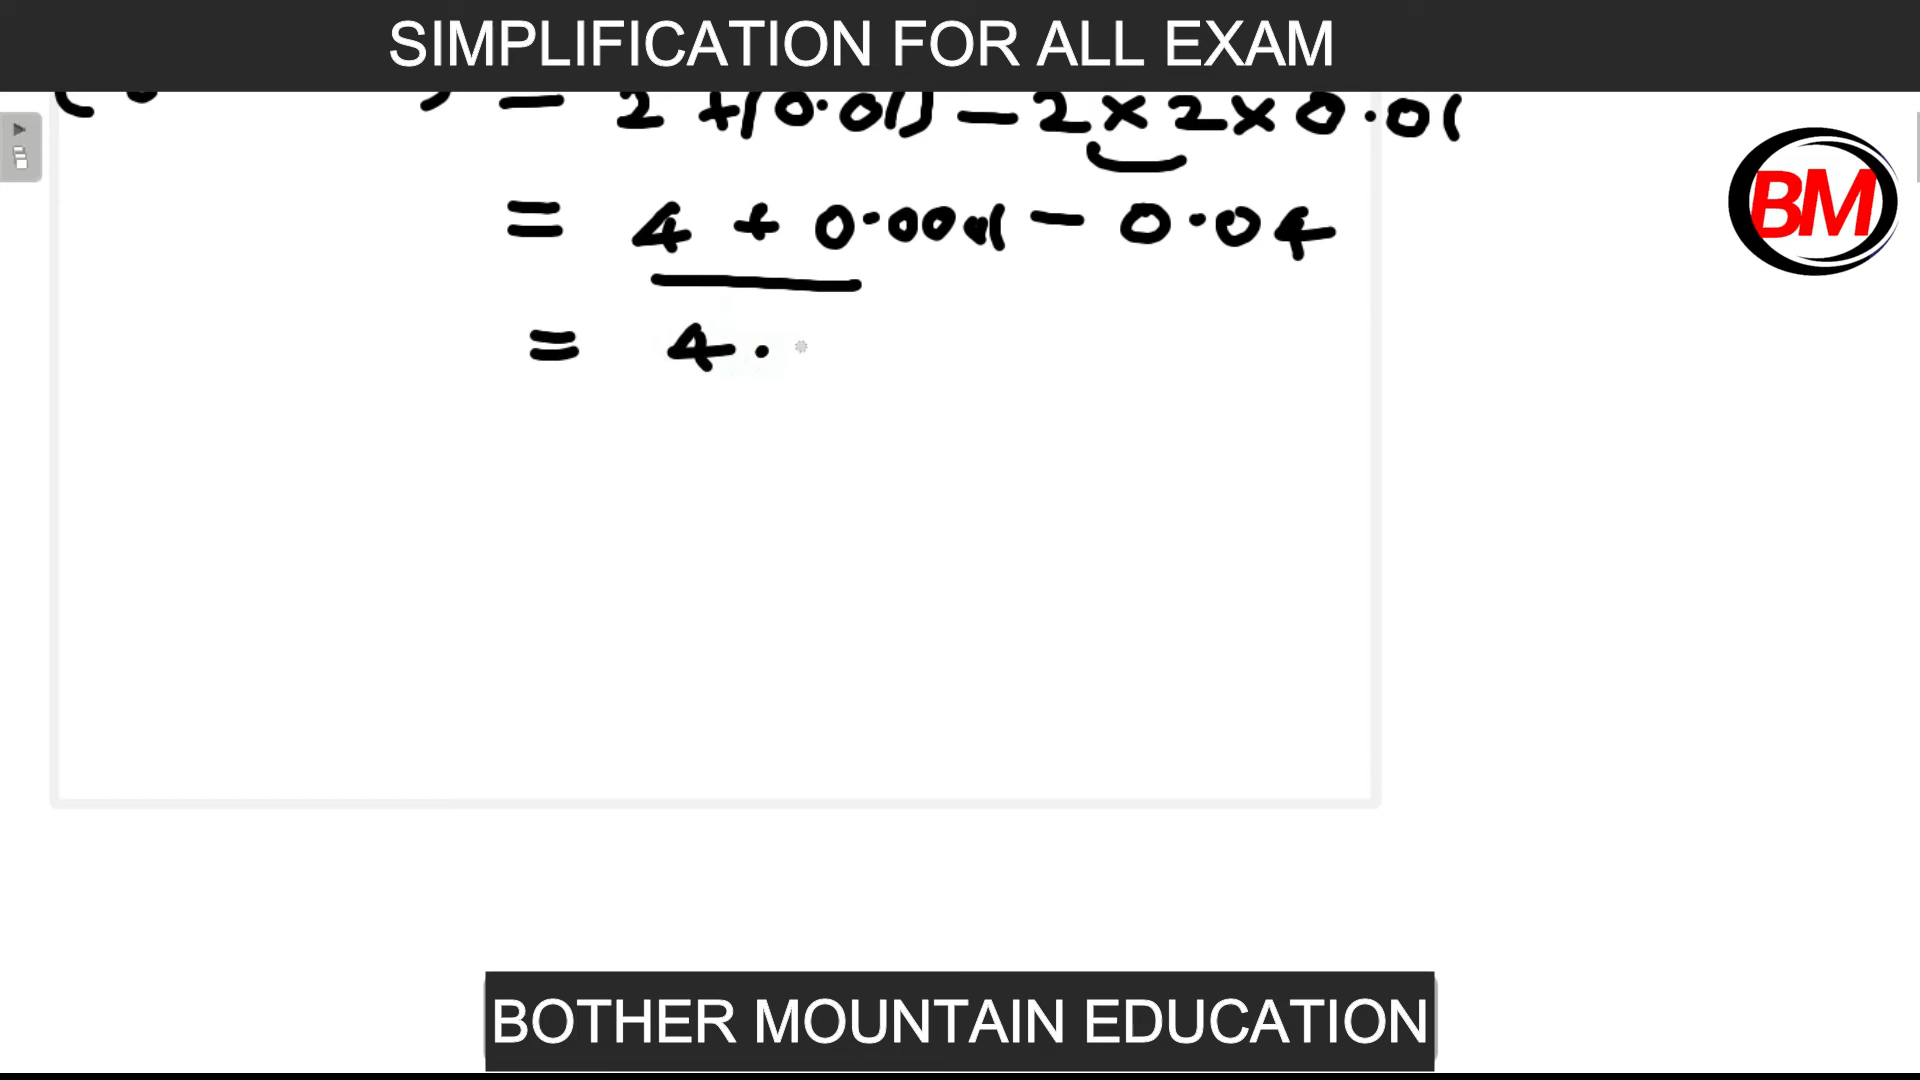 SIMPLIFICATION FOR ALL EXAM
= 2 + (0.01) - 2 × 2 × 0.01
BM
= 4 + 0.0001 - 0.04
= 4.
BOTHER MOUNTAIN EDUCATION